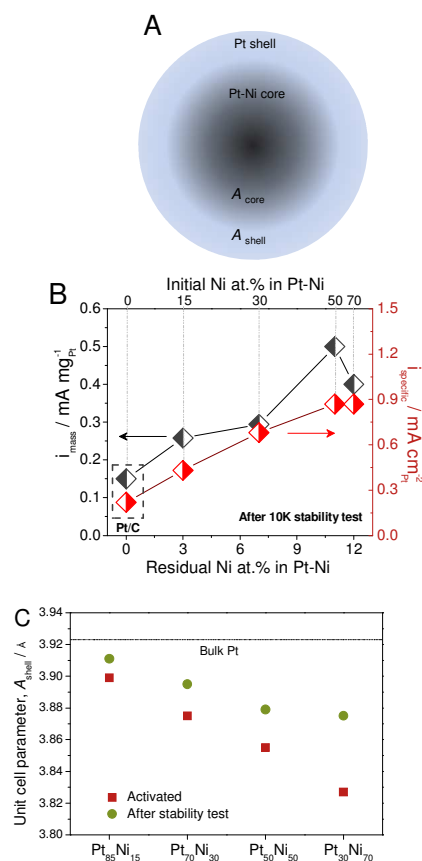 A
Pt shell
Pt-Ni core
A core
A shell
B
Initial Ni at.% in Pt-Ni
0 15 30 50 70
0.6
0.5
0.4
0.3
0.2
0.1
0.0
i mass / mA mg-1 Pt
1.5
1.2
0.9
0.6
0.3
0.0
i specific / mA cm-2 Pt
Pt/C
After 10K stability test
0 3 6 9 12
Residual Ni at.% in Pt-Ni
C
3.94
3.92
3.90
3.88
3.86
3.84
3.82
3.80
Unit cell parameter, A shell / Å
Bulk Pt
Activated
After stability test
Pt85Ni15 Pt70Ni30 Pt50Ni50 Pt30Ni70